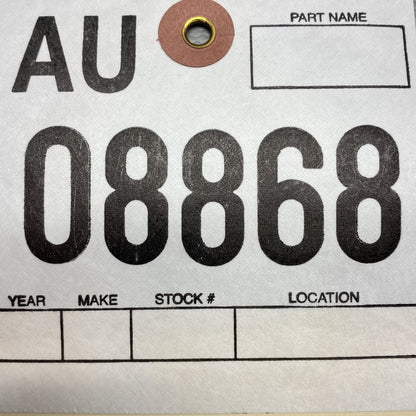 AU
PART NAME
08868
YEAR MAKE STOCK # LOCATION